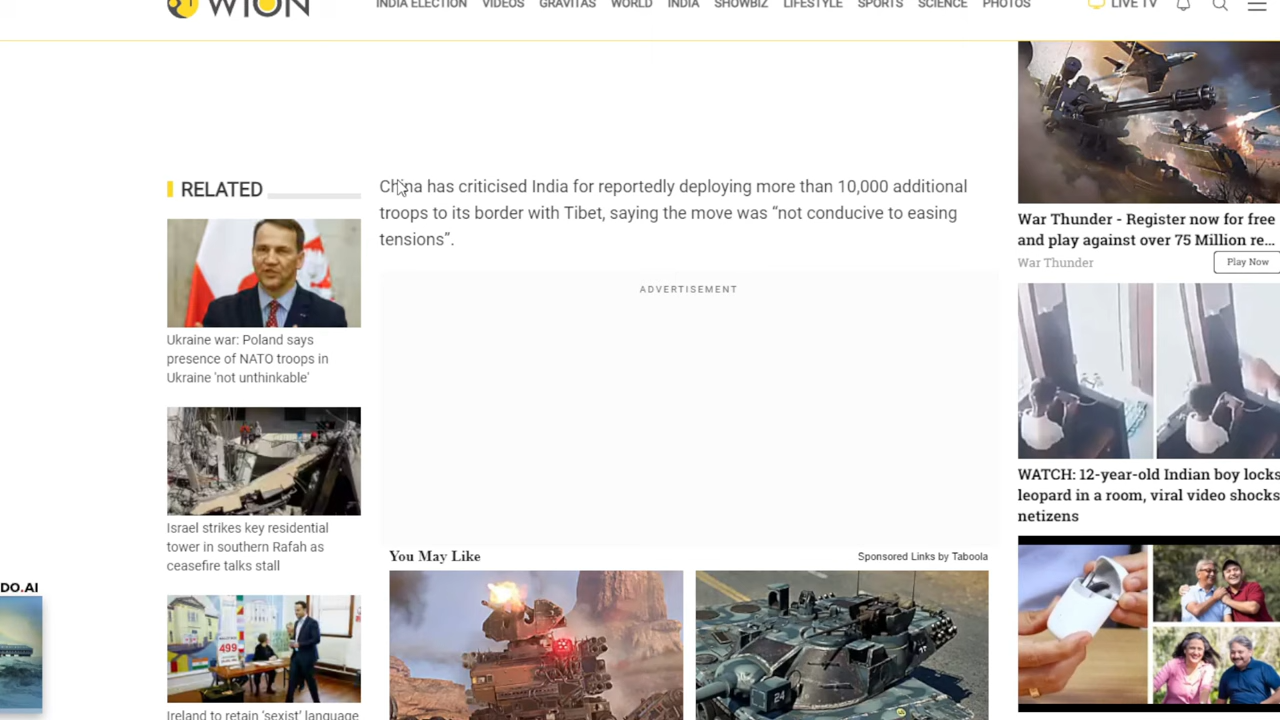 WION
INDIA ELECTION VIDEOS GRAVITAS WORLD INDIA SHOWBIZ LIFESTYLE SPORTS SCIENCE PHOTOS LIVE TV
RELATED
Ukraine war: Poland says
presence of NATO troops in
Ukraine 'not unthinkable'
Israel strikes key residential
tower in southern Rafah as
ceasefire talks stall
499
Ireland to retain 'sexist' language
DO.AI
China has criticised India for reportedly deploying more than 10,000 additional
troops to its border with Tibet, saying the move was “not conducive to easing
tensions”.
ADVERTISEMENT
You May Like
Sponsored Links by Taboola
24
War Thunder - Register now for free
and play against over 75 Million re...
War Thunder
Play Now
WATCH: 12-year-old Indian boy locks
leopard in a room, viral video shocks
netizens